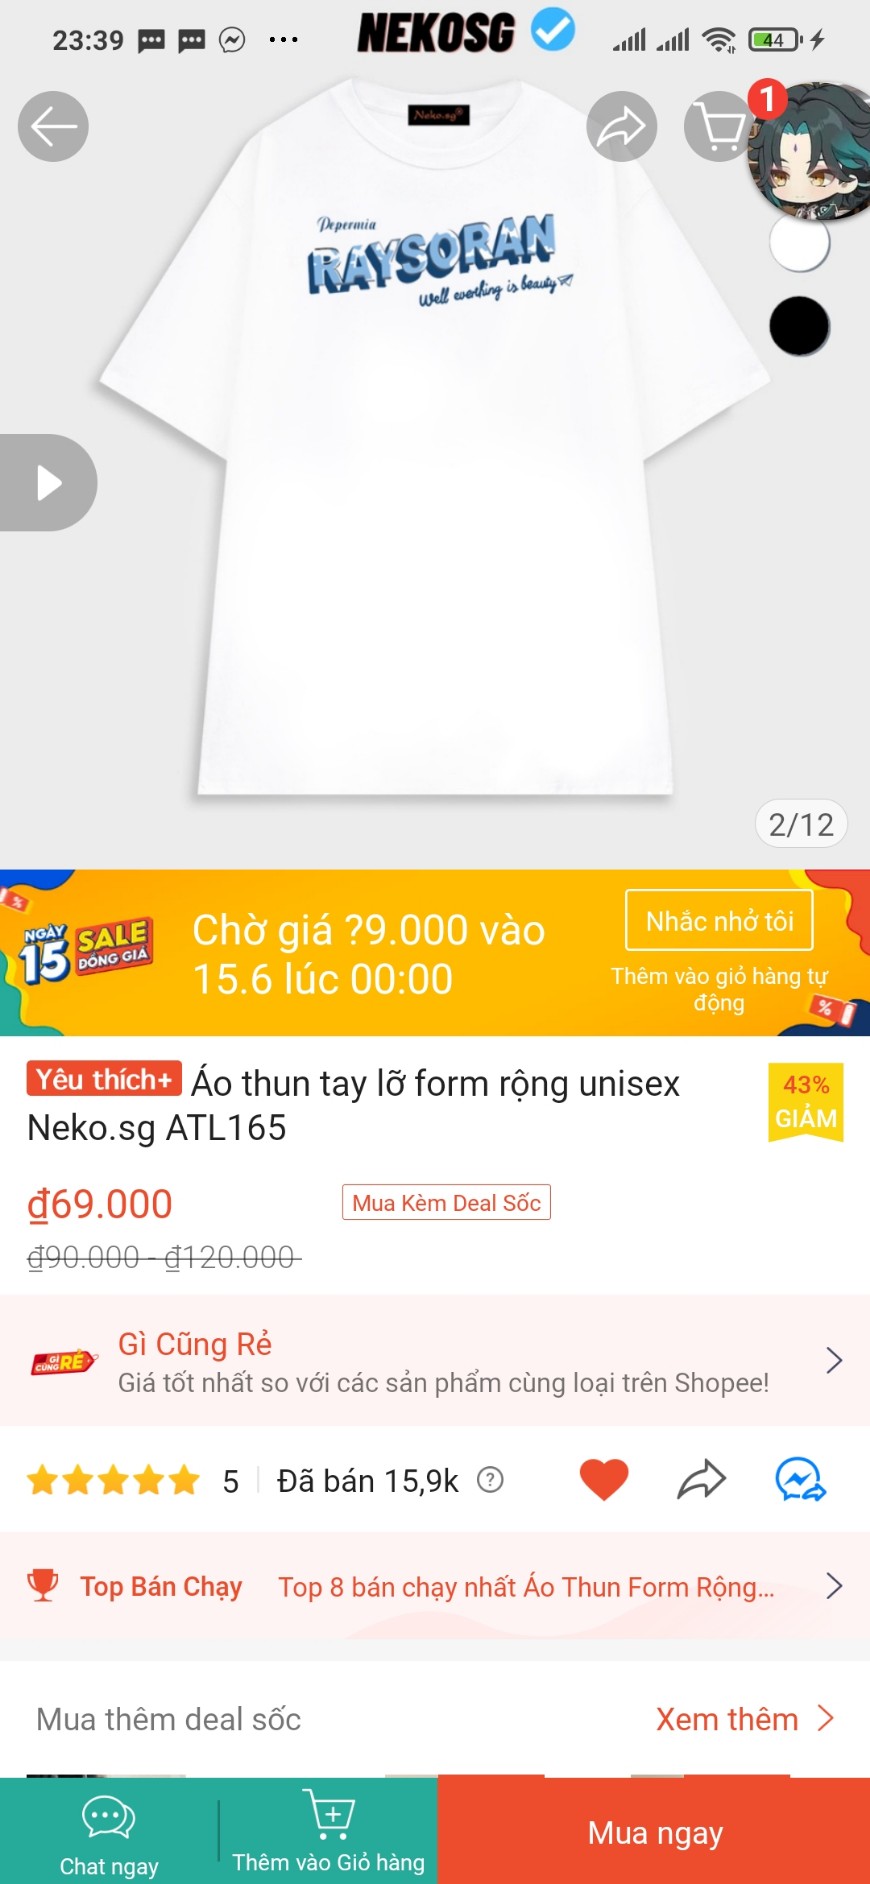 23:39
NEKOSG
44
1
Neko.sg®
Pepermia
RAYSORAN
Well everthing is beauty
2/12
NGÀY
15
SALE
ĐỒNG GIÁ
Chờ giá ?9.000 vào
15.6 lúc 00:00
Nhắc nhở tôi
Thêm vào giỏ hàng tự
động
%
%
Yêu thích+ Áo thun tay lỡ form rộng unisex
Neko.sg ATL165
43%
GIẢM
₫69.000
Mua Kèm Deal Sốc
₫90.000 - ₫120.000
GÌ
CŨNG RẺ
Gì Cũng Rẻ
Giá tốt nhất so với các sản phẩm cùng loại trên Shopee!
5
Đã bán 15,9k ?
Top Bán Chạy
Top 8 bán chạy nhất Áo Thun Form Rộng...
Mua thêm deal sốc
Xem thêm
Chat ngay
Thêm vào Giỏ hàng
Mua ngay